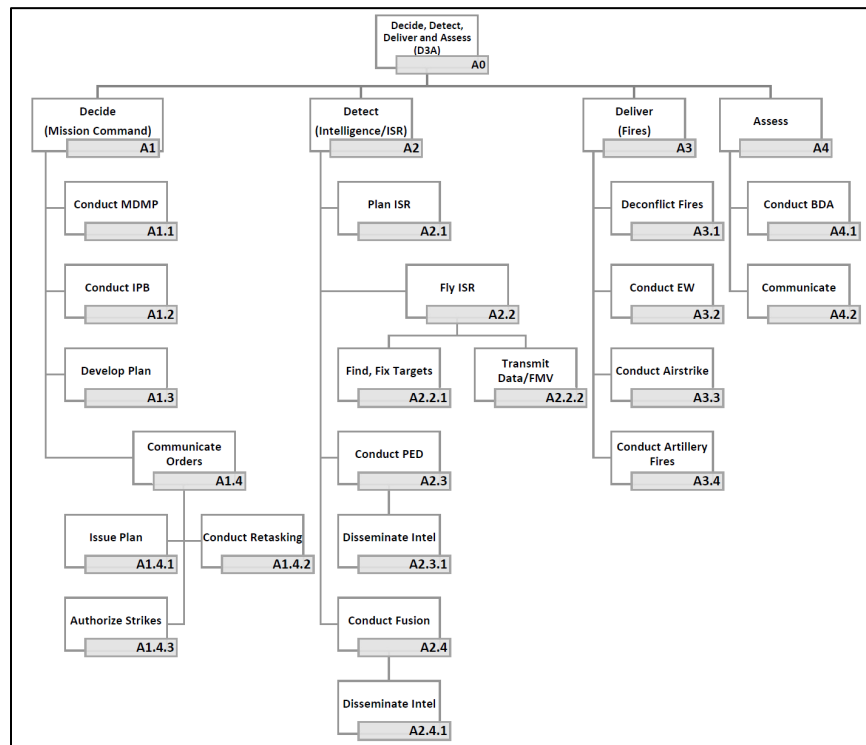 Decide, Detect,
Deliver and Assess
(D3A)
A0
Decide
(Mission Command)
A1
Conduct MDMP
A1.1
Conduct IPB
A1.2
Develop Plan
A1.3
Communicate
Orders
A1.4
Issue Plan
A1.4.1
Conduct Retasking
A1.4.2
Authorize Strikes
A1.4.3
Detect
(Intelligence/ISR)
A2
Plan ISR
A2.1
Fly ISR
A2.2
Find, Fix Targets
A2.2.1
Transmit
Data/FMV
A2.2.2
Conduct PED
A2.3
Disseminate Intel
A2.3.1
Conduct Fusion
A2.4
Disseminate Intel
A2.4.1
Deliver
(Fires)
A3
Deconflict Fires
A3.1
Conduct EW
A3.2
Conduct Airstrike
A3.3
Conduct Artillery
Fires
A3.4
Assess
A4
Conduct BDA
A4.1
Communicate
A4.2